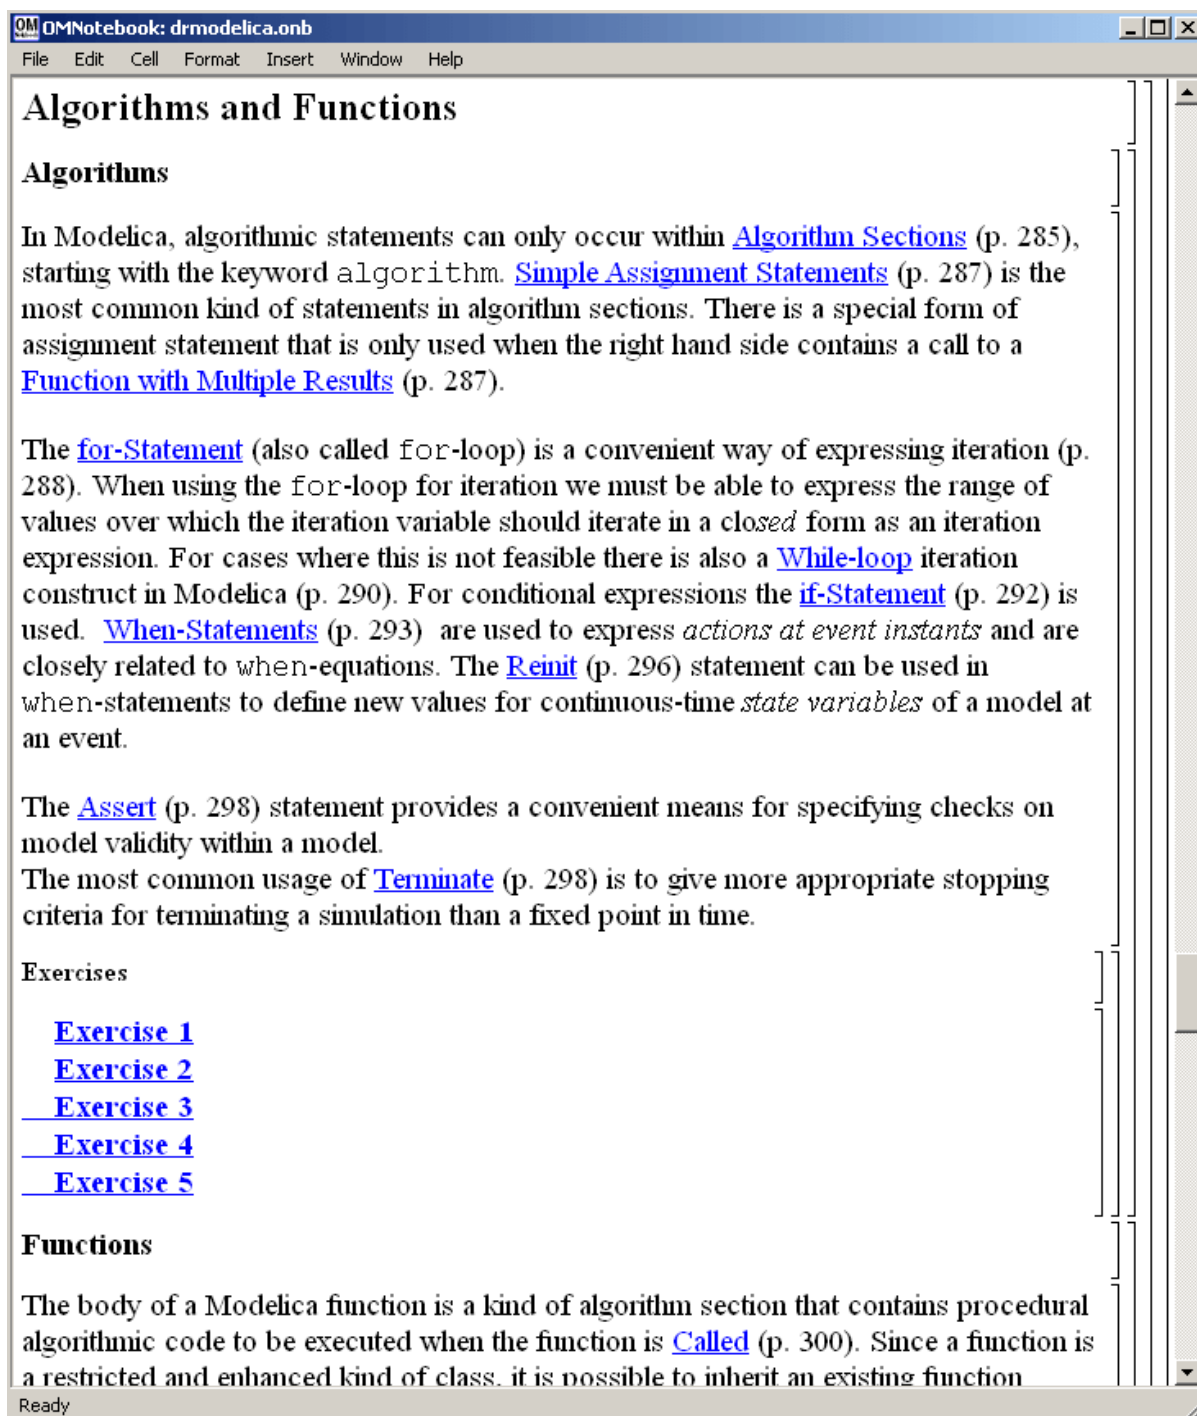 OMNotebook: drmodelica.onb
File Edit Cell Format Insert Window Help
Algorithms and Functions
Algorithms
In Modelica, algorithmic statements can only occur within Algorithm Sections (p. 285),
starting with the keyword algorithm. Simple Assignment Statements (p. 287) is the
most common kind of statements in algorithm sections. There is a special form of
assignment statement that is only used when the right hand side contains a call to a
Function with Multiple Results (p. 287).
The for-Statement (also called for-loop) is a convenient way of expressing iteration (p.
288). When using the for-loop for iteration we must be able to express the range of
values over which the iteration variable should iterate in a closed form as an iteration
expression. For cases where this is not feasible there is also a While-loop iteration
construct in Modelica (p. 290). For conditional expressions the if-Statement (p. 292) is
used. When-Statements (p. 293) are used to express actions at event instants and are
closely related to when-equations. The Reinit (p. 296) statement can be used in
when-statements to define new values for continuous-time state variables of a model at
an event.
The Assert (p. 298) statement provides a convenient means for specifying checks on
model validity within a model.
The most common usage of Terminate (p. 298) is to give more appropriate stopping
criteria for terminating a simulation than a fixed point in time.
Exercises
Exercise 1
Exercise 2
Exercise 3
Exercise 4
Exercise 5
Functions
The body of a Modelica function is a kind of algorithm section that contains procedural
algorithmic code to be executed when the function is Called (p. 300). Since a function is
a restricted and enhanced kind of class, it is possible to inherit an existing function
Ready